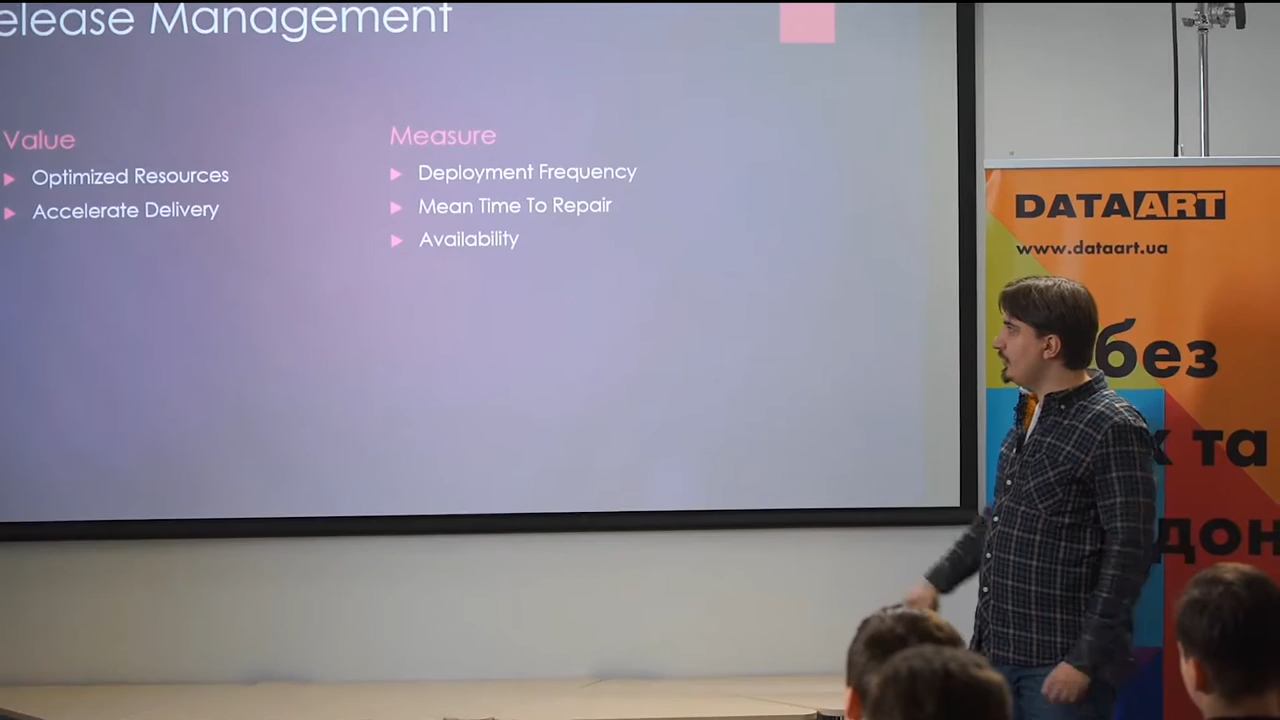 elease Management
Value
Optimized Resources
Accelerate Delivery
Measure
Deployment Frequency
Mean Time To Repair
Availability
DATAART
www.dataart.ua
без
та